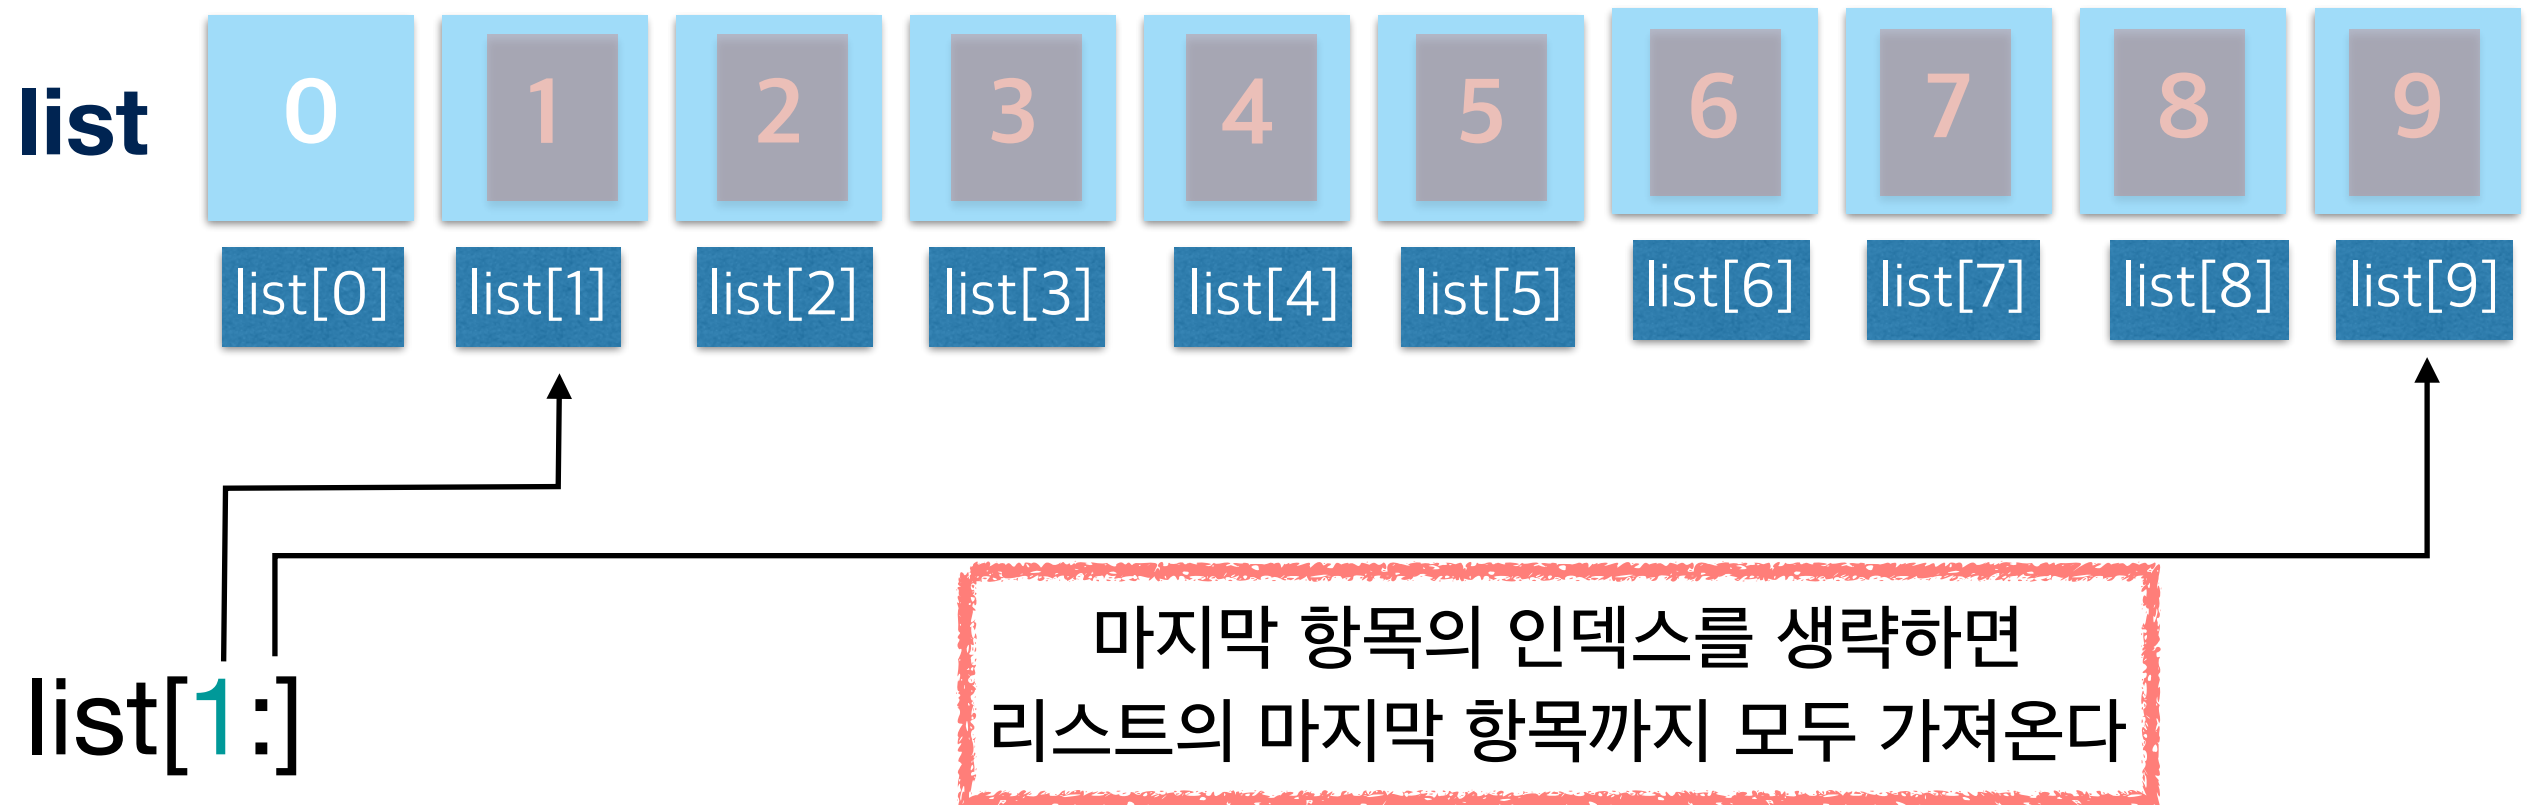 list 0 1 2 3 4 5 6 7 8 9
list[0] list[1] list[2] list[3] list[4] list[5] list[6] list[7] list[8] list[9]
마지막 항목의 인덱스를 생략하면
리스트의 마지막 항목까지 모두 가져온다
list[1:]